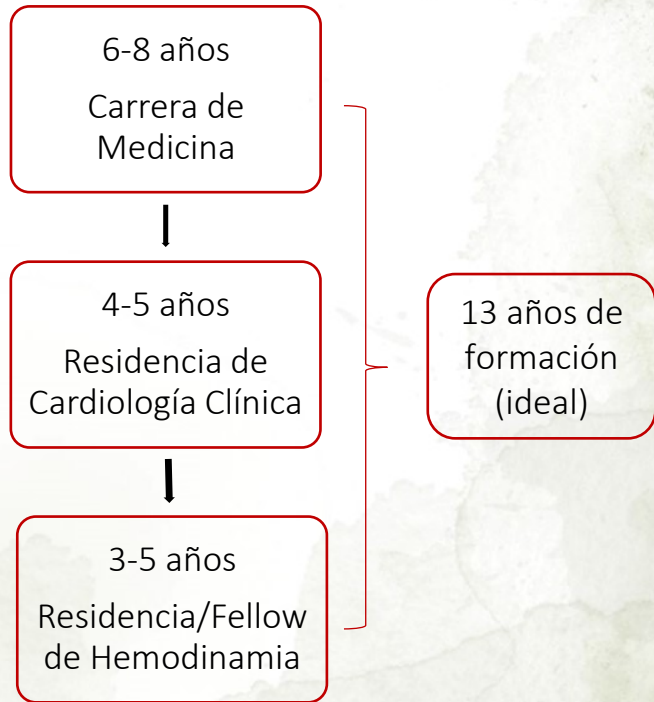 6-8 años
Carrera de
Medicina
4-5 años
Residencia de
Cardiología Clínica
3-5 años
Residencia/Fellow
de Hemodinamia
13 años de
formación
(ideal)